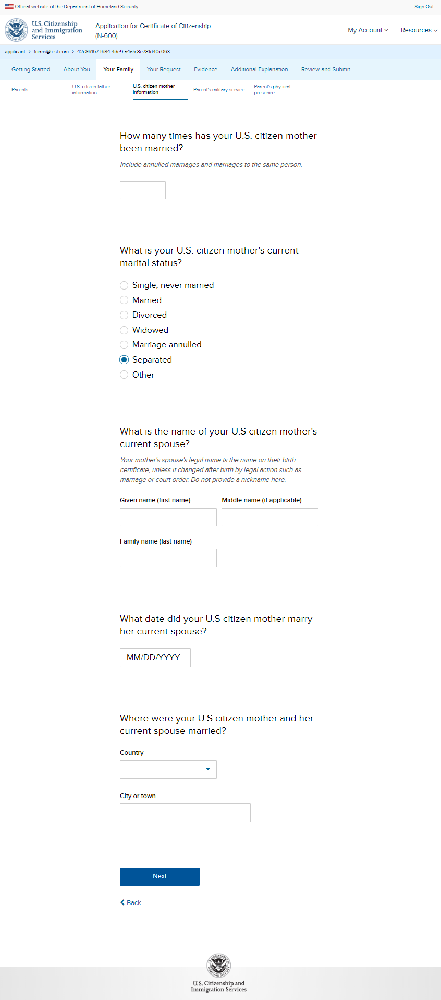 Official website of the Department of Homeland Security
Sign Out
U.S. Citizenship
and Immigration
Services
Application for Certificate of Citizenship
(N-600)
My Account
Resources
applicant > forms@test.com > 42c86157-f684-4de9-a4a5-8e781d40c063
Getting Started
About You
Your Family
Your Request
Evidence
Additional Explanation
Review and Submit
Parents
U.S. citizen father
information
U.S. citizen mother
information
Parent's military service
Parent's physical
presence
How many times has your U.S. citizen mother
been married?
Include annulled marriages and marriages to the same person.
What is your U.S. citizen mother's current
marital status?
Single, never married
Married
Divorced
Widowed
Marriage annulled
Separated
Other
What is the name of your U.S citizen mother's
current spouse?
Your mother's spouse's legal name is the name on their birth
certificate, unless it changed after birth by legal action such as
marriage or court order. Do not provide a nickname here.
Given name (first name)
Middle name (if applicable)
Family name (last name)
What date did your U.S citizen mother marry
her current spouse?
MM/DD/YYYY
Where were your U.S citizen mother and her
current spouse married?
Country
City or town
Next
Back
U.S. Citizenship and
Immigration Services